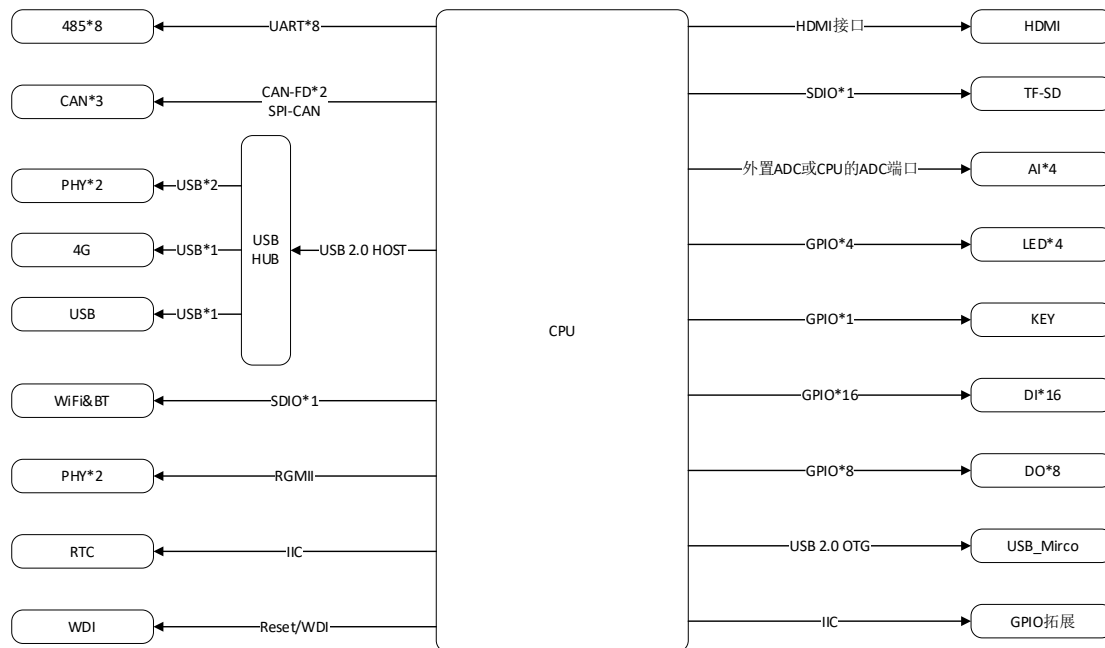 485*8
UART*8
HDMI接口
HDMI
CAN*3
CAN-FD*2
SPI-CAN
SDIO*1
TF-SD
PHY*2
USB*2
外置ADC或CPU的ADC端口
AI*4
4G
USB*1
USB
HUB
USB 2.0 HOST
GPIO*4
LED*4
USB
USB*1
CPU
GPIO*1
KEY
WiFi&BT
SDIO*1
GPIO*16
DI*16
PHY*2
RGMII
GPIO*8
DO*8
RTC
IIC
USB 2.0 OTG
USB_Mirco
WDI
Reset/WDI
IIC
GPIO拓展